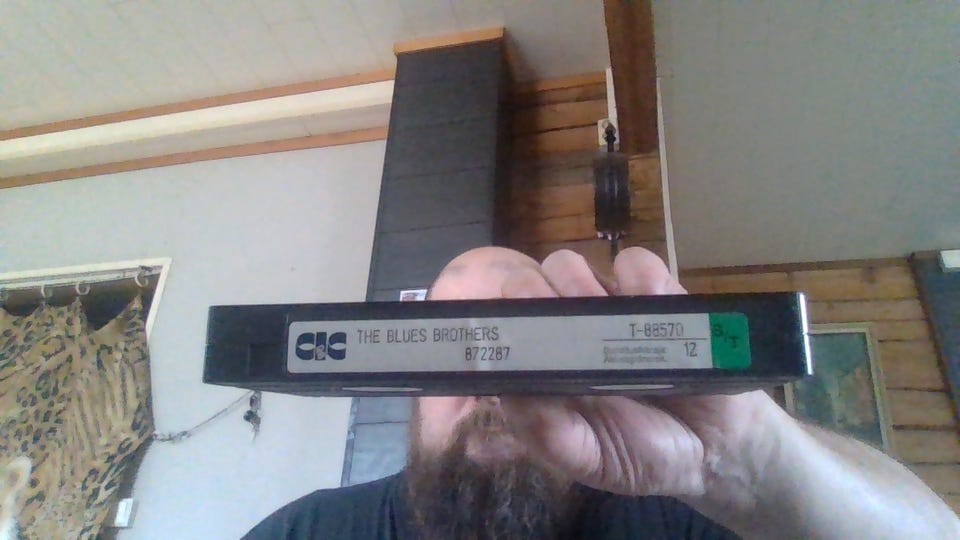 CIC
THE BLUES BROTHERS
872287
T-88570
12
S/T